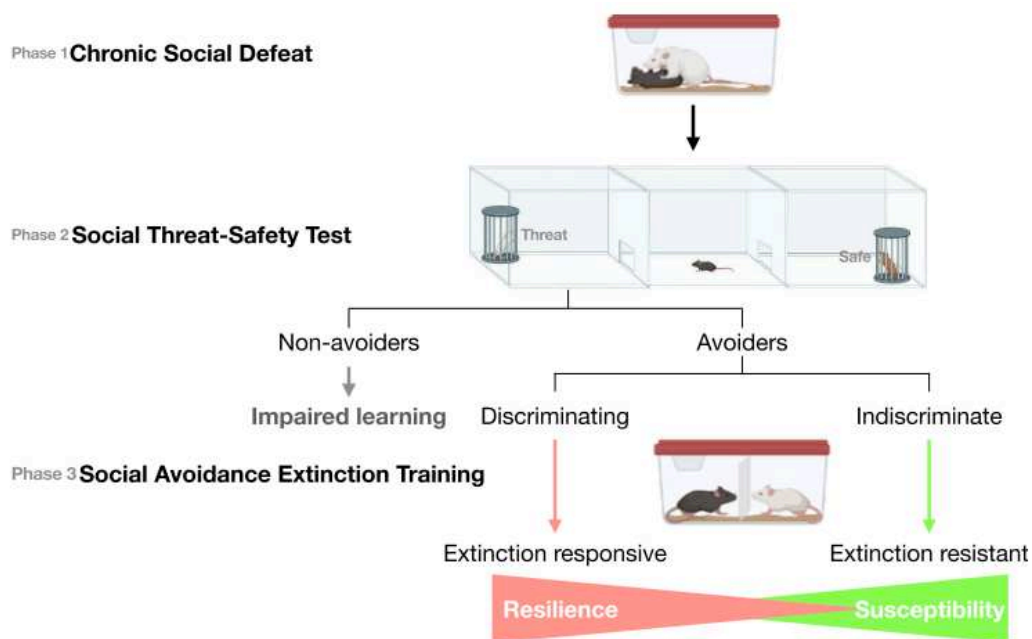 Phase 1 Chronic Social Defeat
Phase 2 Social Threat-Safety Test
Threat
Safe
Non-avoiders
Avoiders
Impaired learning
Discriminating
Indiscriminate
Phase 3 Social Avoidance Extinction Training
Extinction responsive
Extinction resistant
Resilience
Susceptibility